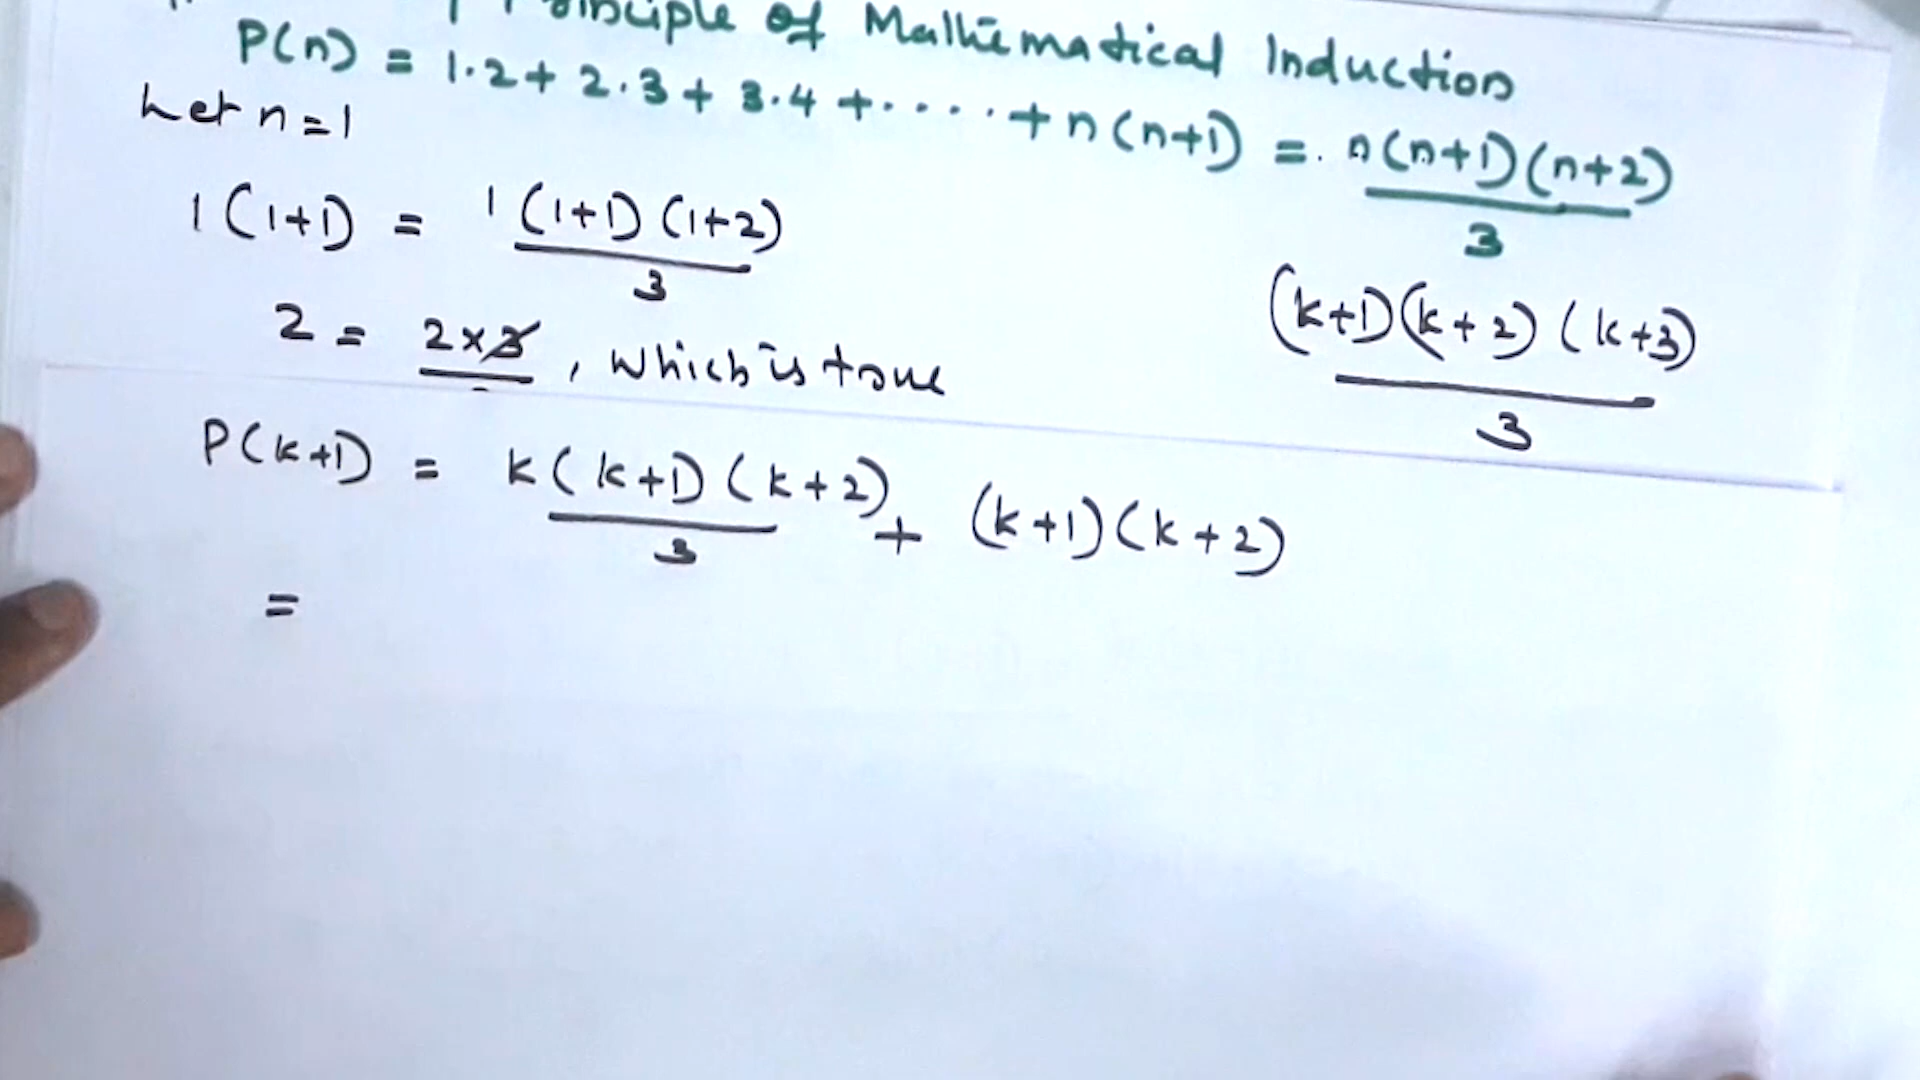 Principle of Mathematical Induction
P(n) = 1.2 + 2.3 + 3.4 + ..... + n(n+1) = n(n+1)(n+2) / 3
Let n=1
1(1+1) = 1(1+1)(1+2) / 3
2 = 2×3, which is true
(k+1)(k+2)(k+3) / 3
P(k+1) = k(k+1)(k+2) / 3 + (k+1)(k+2)
=